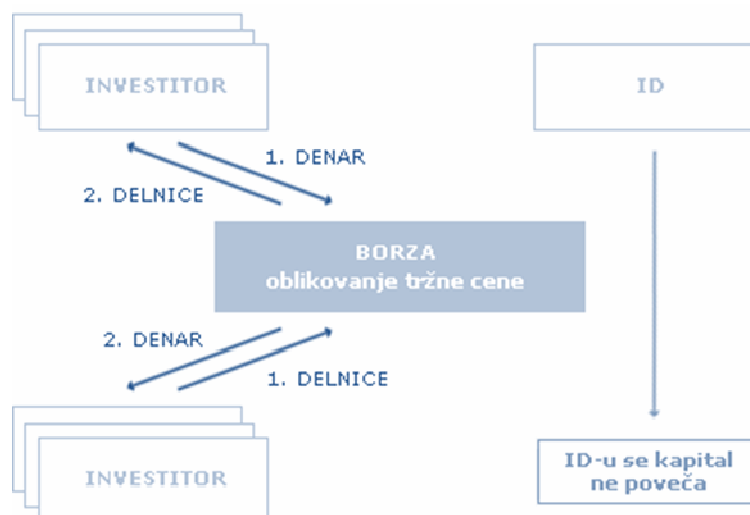 INVESTITOR
ID
1. DENAR
2. DELNICE
BORZA
oblikovanje tržne cene
2. DENAR
1. DELNICE
INVESTITOR
ID-u se kapital
ne poveča